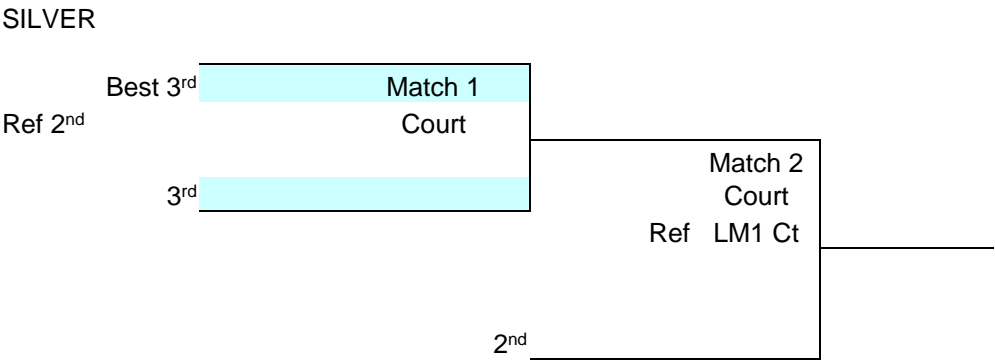 SILVER
Best 3rd
Match 1
Ref 2nd
Court
Match 2
3rd
Court
Ref LM1 Ct
2nd